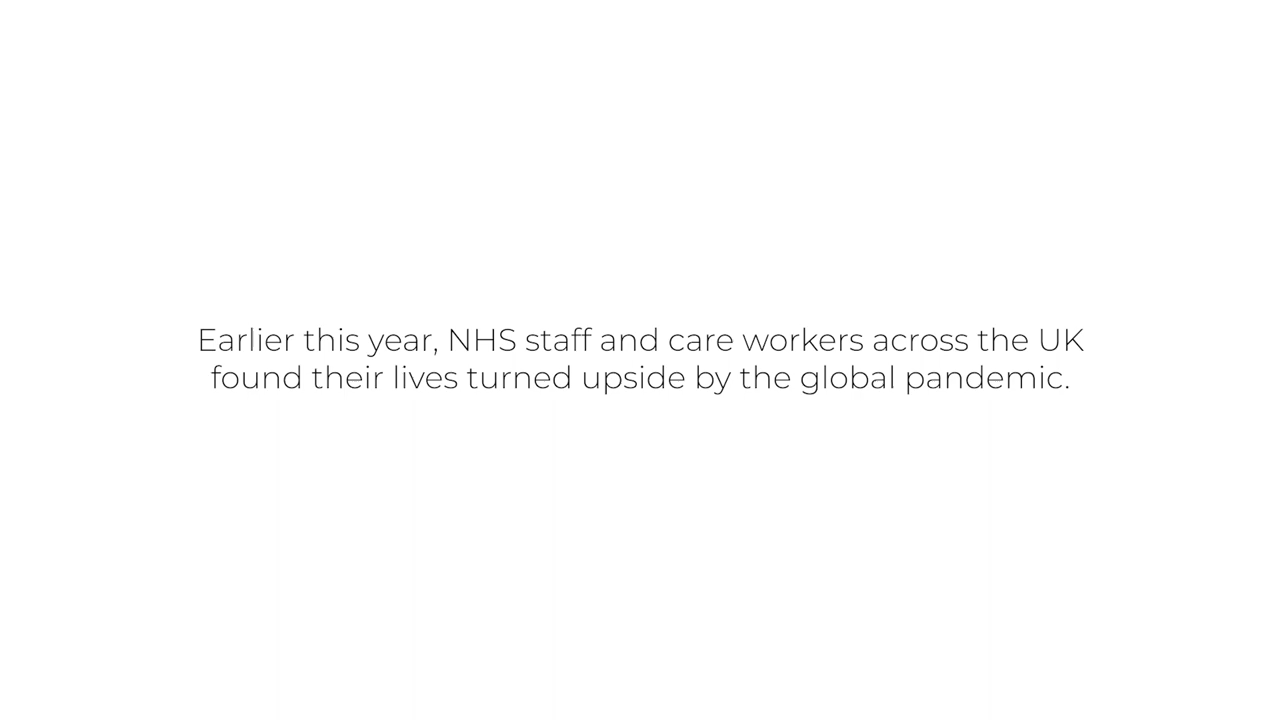 Earlier this year, NHS staff and care workers across the UK
found their lives turned upside by the global pandemic.